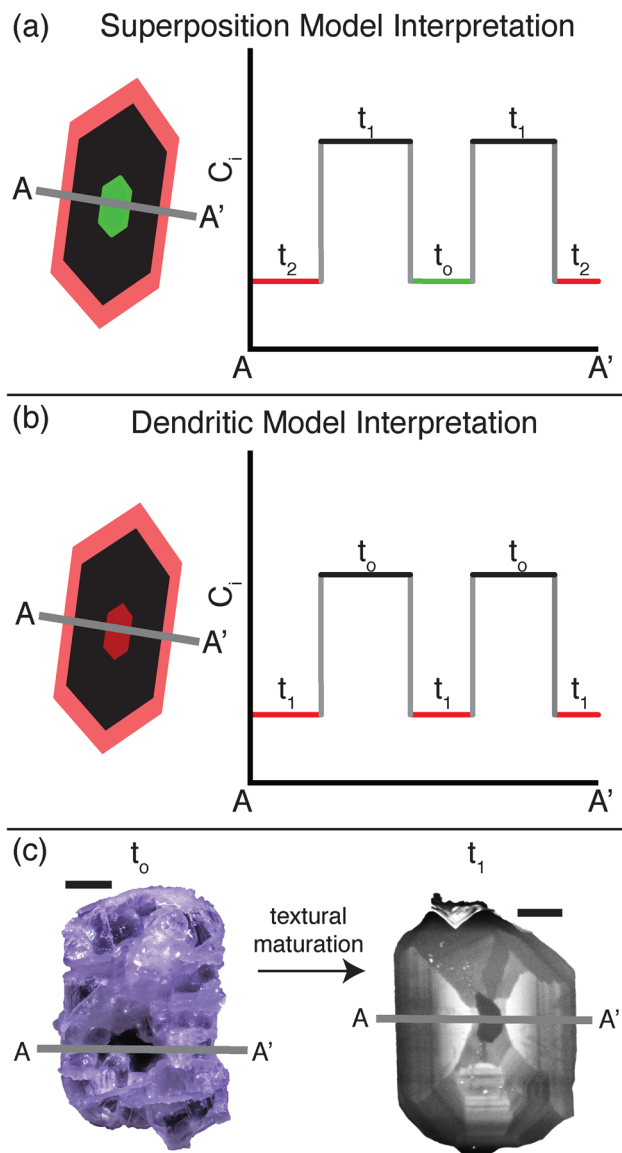 (a) Superposition Model Interpretation
t1 t1
A
Ci
A'
t2 to t2
A A'
(b) Dendritic Model Interpretation
to to
A
Ci
A'
t1 t1 t1
A A'
(c)
to t1
textural
maturation
A A' A A'